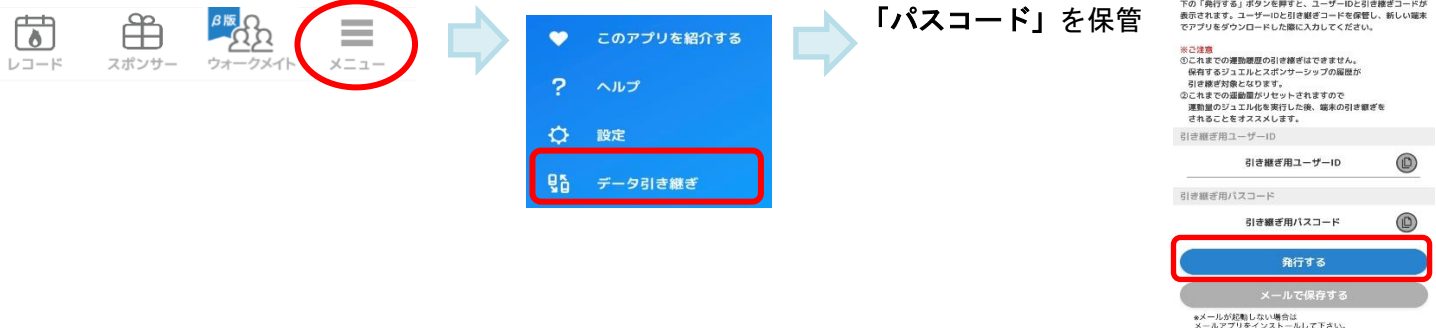 レコード
スポンサー
β版
ウォークメイト
メニュー
このアプリを紹介する
?
ヘルプ
設定
データ引き継ぎ
「パスコード」を保管
下の「発行する」ボタンを押すと、ユーザーIDと引き継ぎコードが
表示されます。ユーザーIDと引き継ぎコードを保管し、新しい端末
でアプリをダウンロードした際に入力してください。
※ご注意
①これまでの運動履歴の引き継ぎはできません。
保有するジュエルとスポンサーシップの履歴が
引き継ぎ対象となります。
②これまでの運動量がリセットされますので
運動量のジュエル化を実行した後、端末の引き継ぎを
されることをオススメします。
引き継ぎ用ユーザーID
引き継ぎ用ユーザーID
引き継ぎ用パスコード
引き継ぎ用パスコード
発行する
メールで保存する
※メールが起動しない場合は
メールアプリをインストールして下さい。